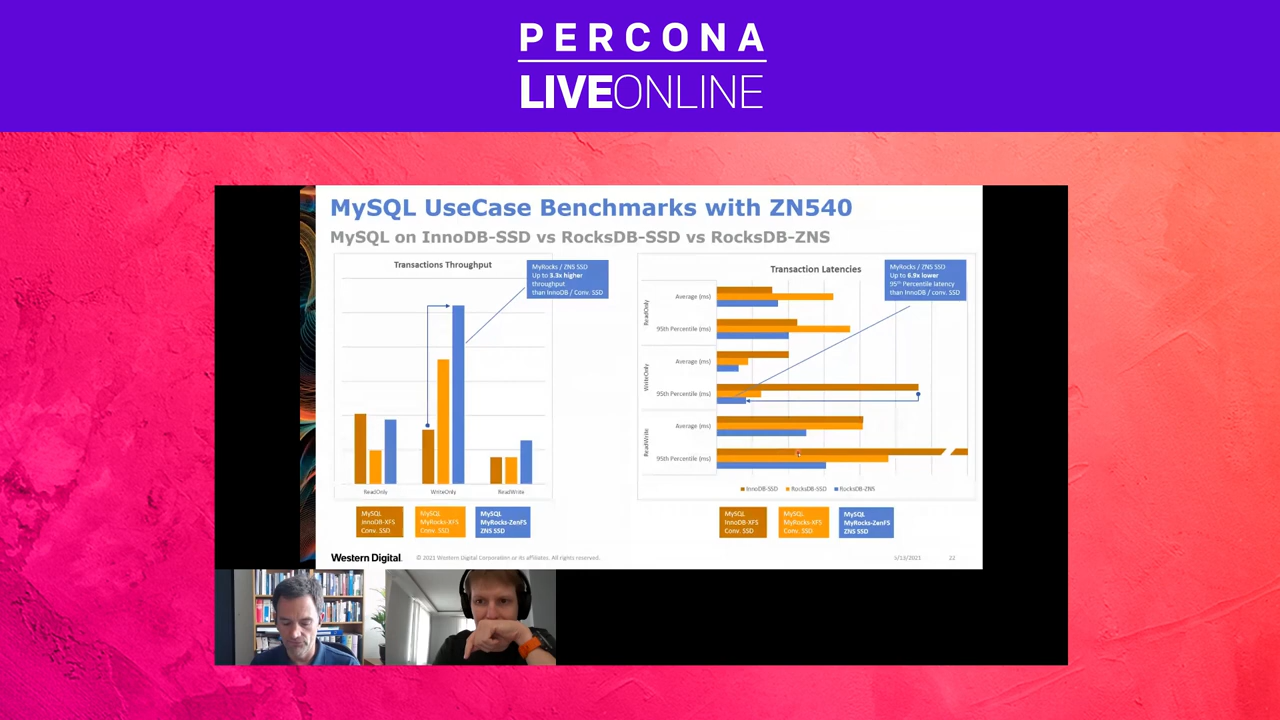 PERCONA
LIVEONLINE
MySQL UseCase Benchmarks with ZN540
MySQL on InnoDB-SSD vs RocksDB-SSD vs RocksDB-ZNS
Transactions Throughput
MyRocks / ZNS SSD
Up to 3.3x higher
throughput
than InnoDB / Conv. SSD
ReadOnly
WriteOnly
ReadWrite
MySQL
InnoDB-XFS
Conv. SSD
MySQL
MyRocks-XFS
Conv. SSD
MySQL
MyRocks-ZenFS
ZNS SSD
Transaction Latencies
MyRocks / ZNS SSD
Up to 6.9x lower
95th Percentile latency
than InnoDB / conv. SSD
ReadOnly
Average (ms)
95th Percentile (ms)
WriteOnly
Average (ms)
95th Percentile (ms)
ReadWrite
Average (ms)
95th Percentile (ms)
InnoDB-SSD RocksDB-SSD RocksDB-ZNS
MySQL
InnoDB-XFS
Conv. SSD
MySQL
MyRocks-XFS
Conv. SSD
MySQL
MyRocks-ZenFS
ZNS SSD
Western Digital.
© 2021 Western Digital Corporation or its affiliates. All rights reserved.
5/13/2021
22